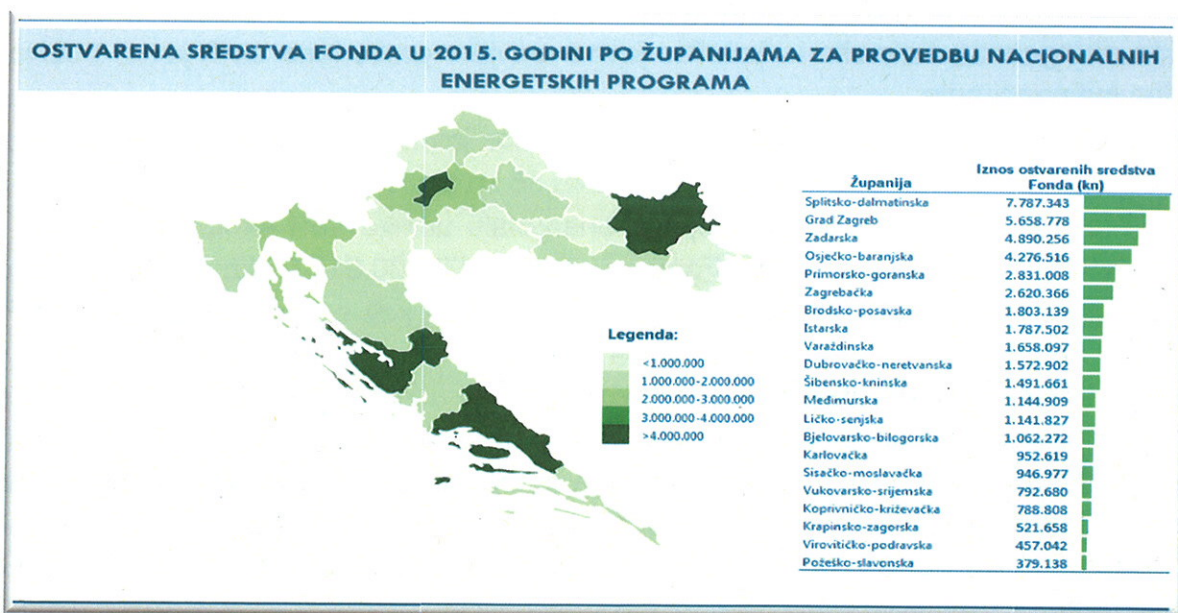 OSTVARENA SREDSTVA FONDA U 2015. GODINI PO ŽUPANIJAMA ZA PROVEDBU NACIONALNIH
ENERGETSKIH PROGRAMA
Legenda:
<1.000.000
1.000.000-2.000.000
2.000.000-3.000.000
3.000.000-4.000.000
>4.000.000
Županija Iznos ostvarenih sredstva Fonda (kn)
Splitsko-dalmatinska 7.787.343
Grad Zagreb 5.658.778
Zadarska 4.890.256
Osječko-baranjska 4.276.516
Primorsko-goranska 2.831.008
Zagrebačka 2.620.366
Brodsko-posavska 1.803.139
Istarska 1.787.502
Varaždinska 1.658.097
Dubrovačko-neretvanska 1.572.902
Šibensko-kninska 1.491.661
Međimurska 1.144.909
Ličko-senjska 1.141.827
Bjelovarsko-bilogorska 1.062.272
Karlovačka 952.619
Sisačko-moslavačka 946.977
Vukovarsko-srijemska 792.680
Koprivničko-križevačka 788.808
Krapinsko-zagorska 521.658
Virovitičko-podravska 457.042
Požeško-slavonska 379.138